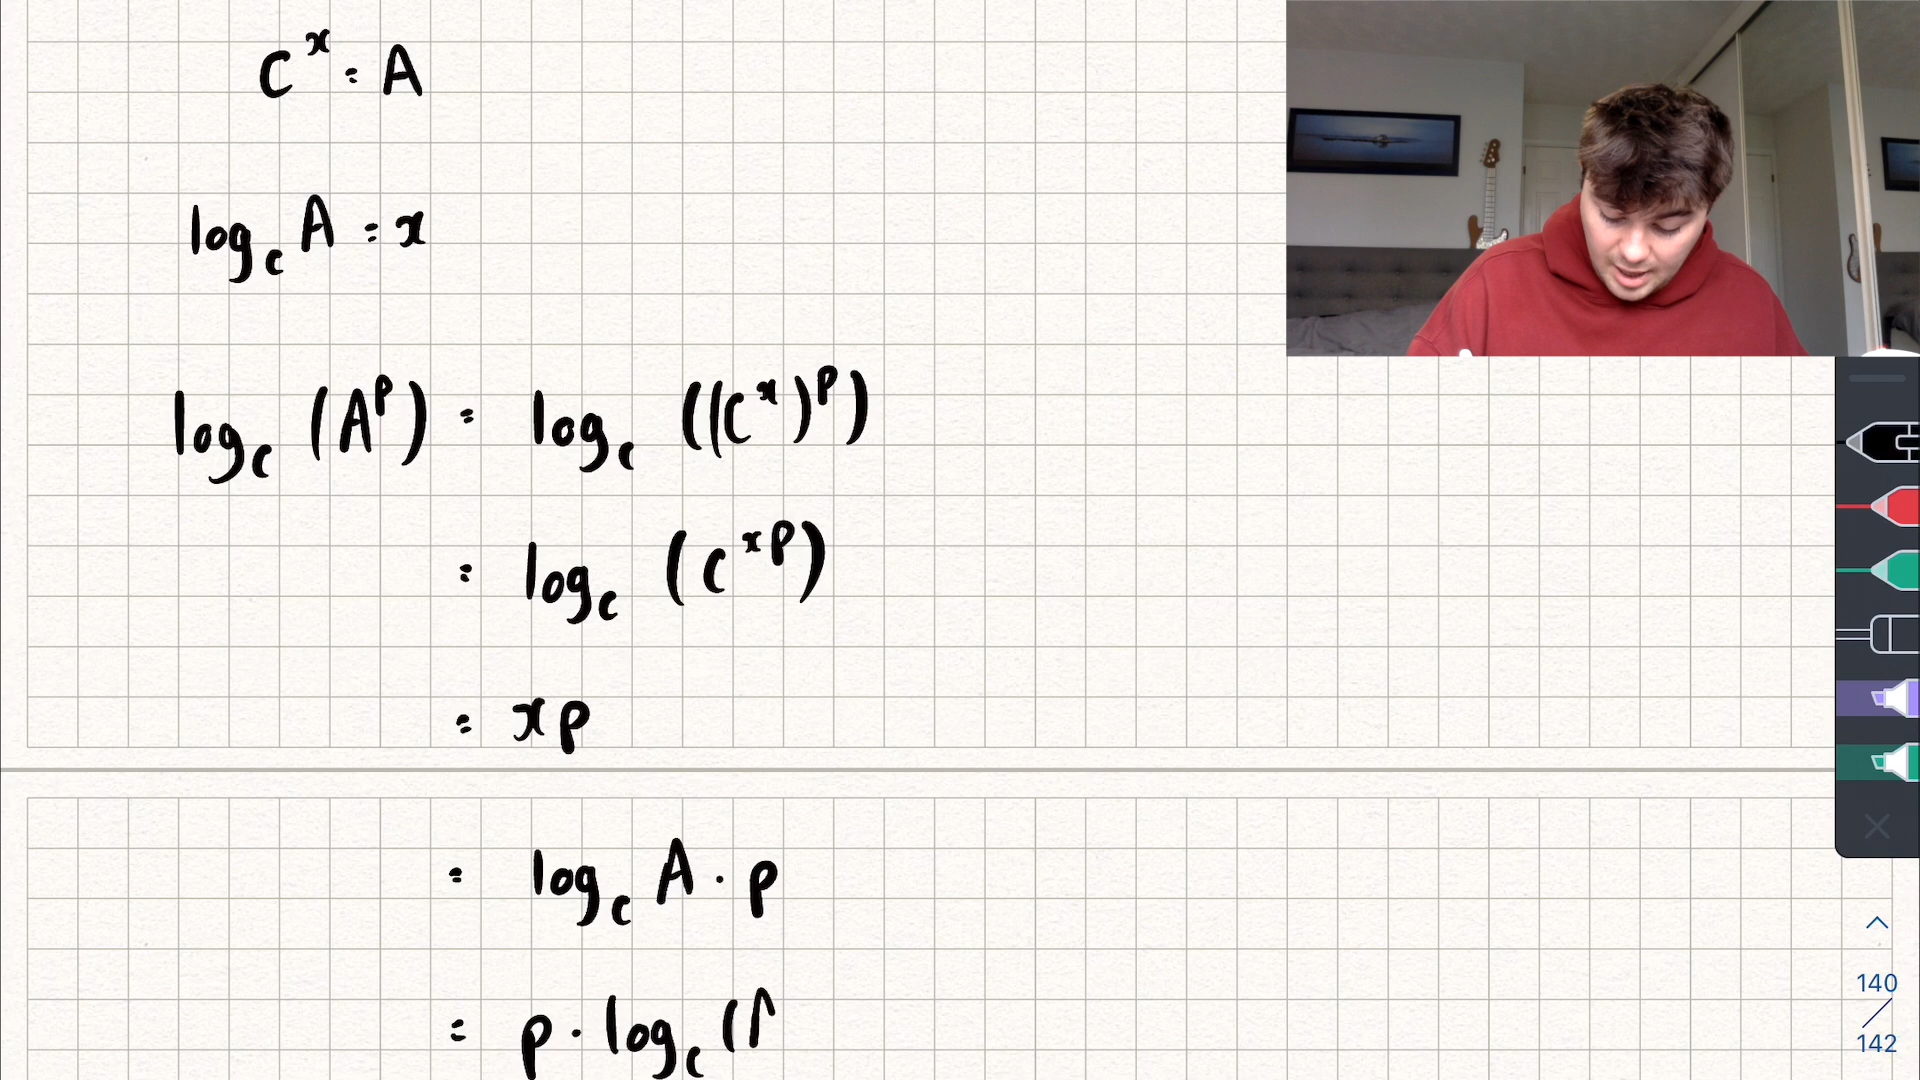 C^x = A
log_c A = x
log_c (A^p) = log_c ((C^x)^p)
= log_c (C^xp)
= xp
= log_c A · p
= p · log_c (
140
/
142